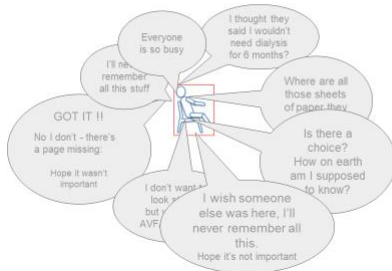 Everyone
is so busy
I thought they
said I wouldn't
need dialysis
for 6 months?
I'll
remember
all this stuff
Where are all
those sheets
of paper they
GOT IT !!
No I don't - there's
a page missing:
Hope it wasn't
important
Is there a
choice?
How on earth
am I supposed
to know?
I don't want
look
but
AVF
I wish someone
else was here, I'll
never remember all
this.
Hope it's not important